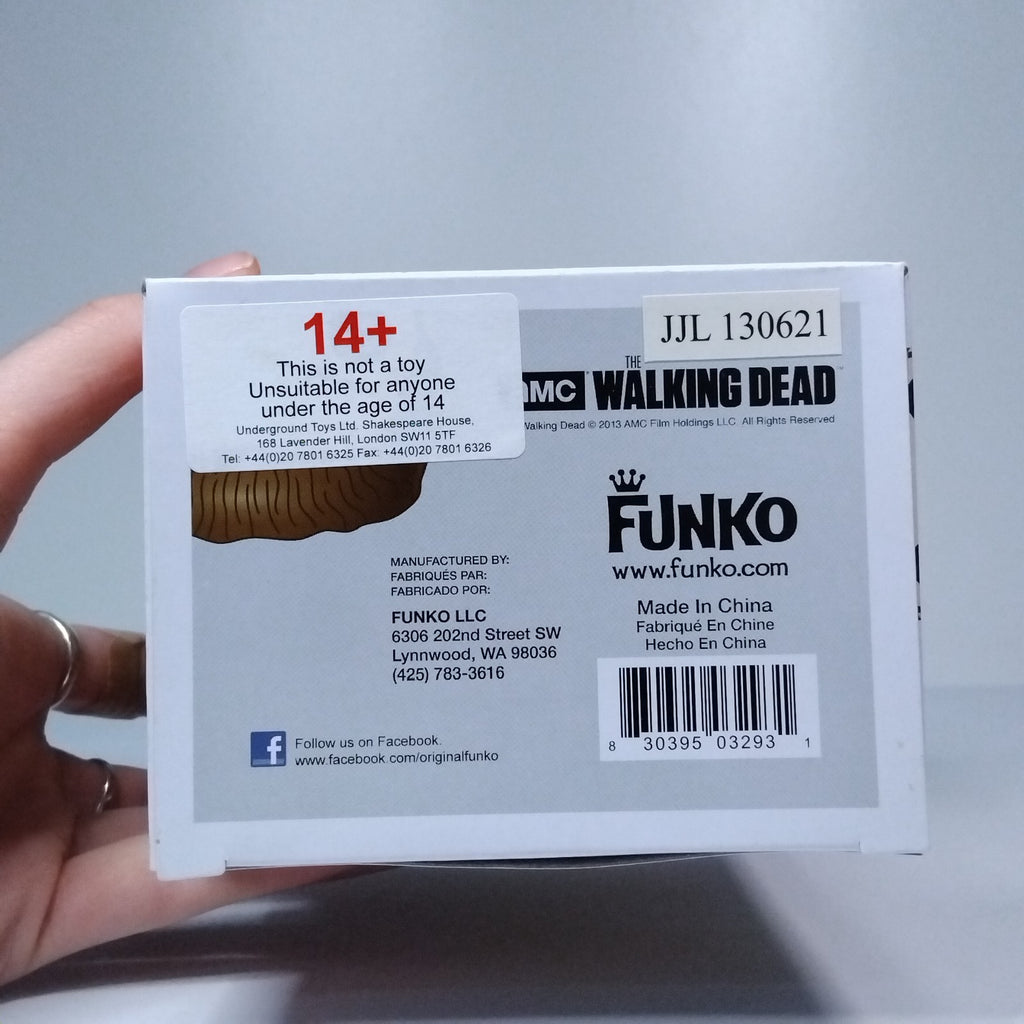 14+
This is not a toy
Unsuitable for anyone
under the age of 14
Underground Toys Ltd. Shakespeare House,
168 Lavender Hill, London SW11 5TF
Tel: +44(0)20 7801 6325 Fax: +44(0)20 7801 6326
JJL 130621
THE
AMC WALKING DEAD
Walking Dead © 2013 AMC Film Holdings LLC. All Rights Reserved
FUNKO
www.funko.com
MANUFACTURED BY:
FABRIQUÉS PAR:
FABRICADO POR:
FUNKO LLC
6306 202nd Street SW
Lynnwood, WA 98036
(425) 783-3616
Made In China
Fabriqué En Chine
Hecho En China
8 30395 03293 1
f
Follow us on Facebook.
www.facebook.com/originalfunko